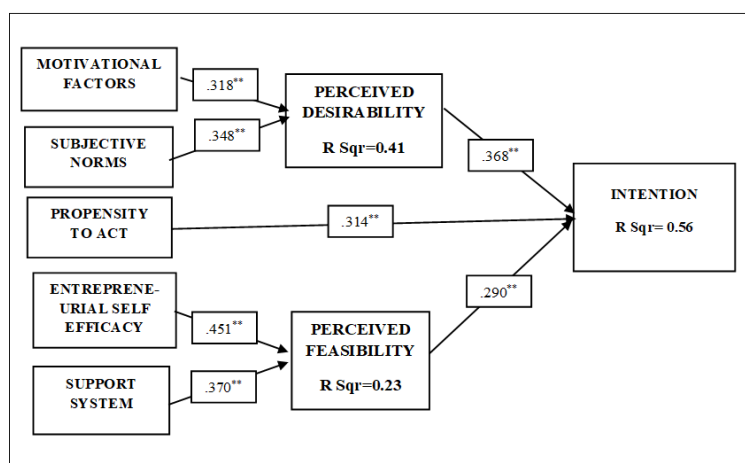 MOTIVATIONAL
FACTORS
.318**
PERCEIVED
DESIRABILITY
R Sqr=0.41
SUBJECTIVE
NORMS
.348**
.368**
INTENTION
R Sqr= 0.56
PROPENSITY
TO ACT
.314**
ENTREPRENE-
URIAL SELF
EFFICACY
.451**
PERCEIVED
FEASIBILITY
R Sqr=0.23
.290**
SUPPORT
SYSTEM
.370**